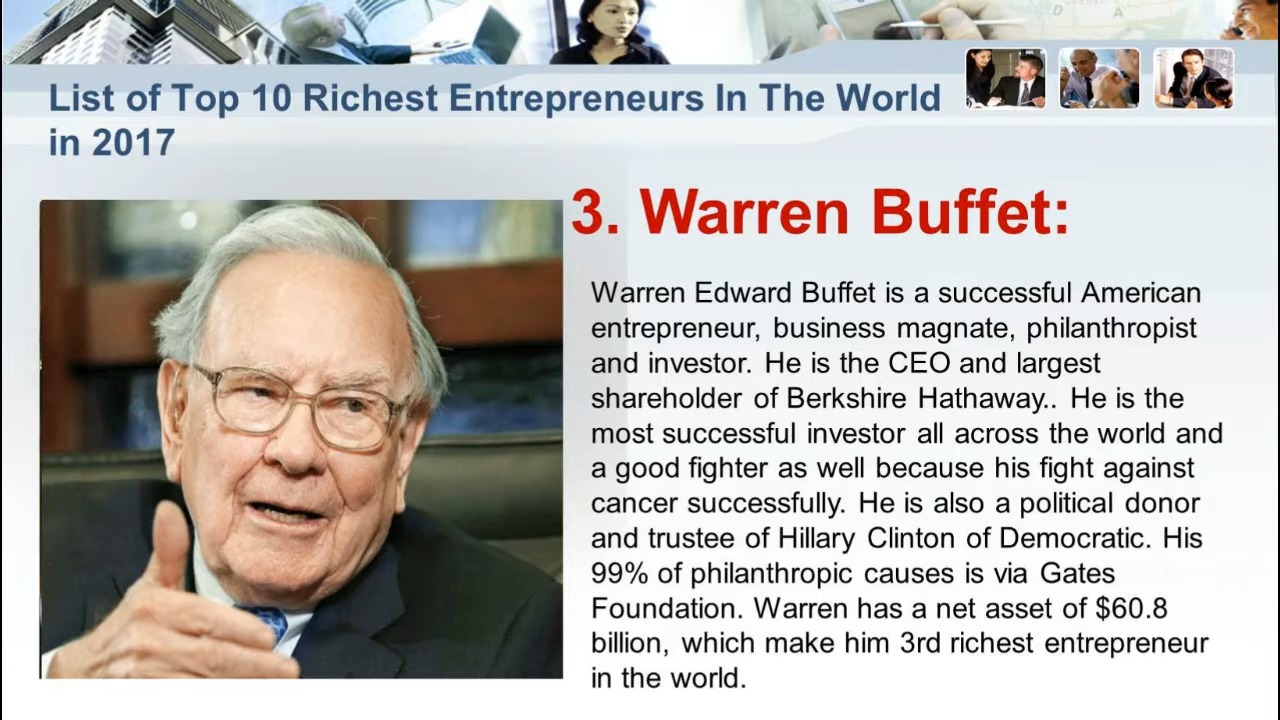 List of Top 10 Richest Entrepreneurs In The World
in 2017
3. Warren Buffet:
Warren Edward Buffet is a successful American
entrepreneur, business magnate, philanthropist
and investor. He is the CEO and largest
shareholder of Berkshire Hathaway.. He is the
most successful investor all across the world and
a good fighter as well because his fight against
cancer successfully. He is also a political donor
and trustee of Hillary Clinton of Democratic. His
99% of philanthropic causes is via Gates
Foundation. Warren has a net asset of $60.8
billion, which make him 3rd richest entrepreneur
in the world.